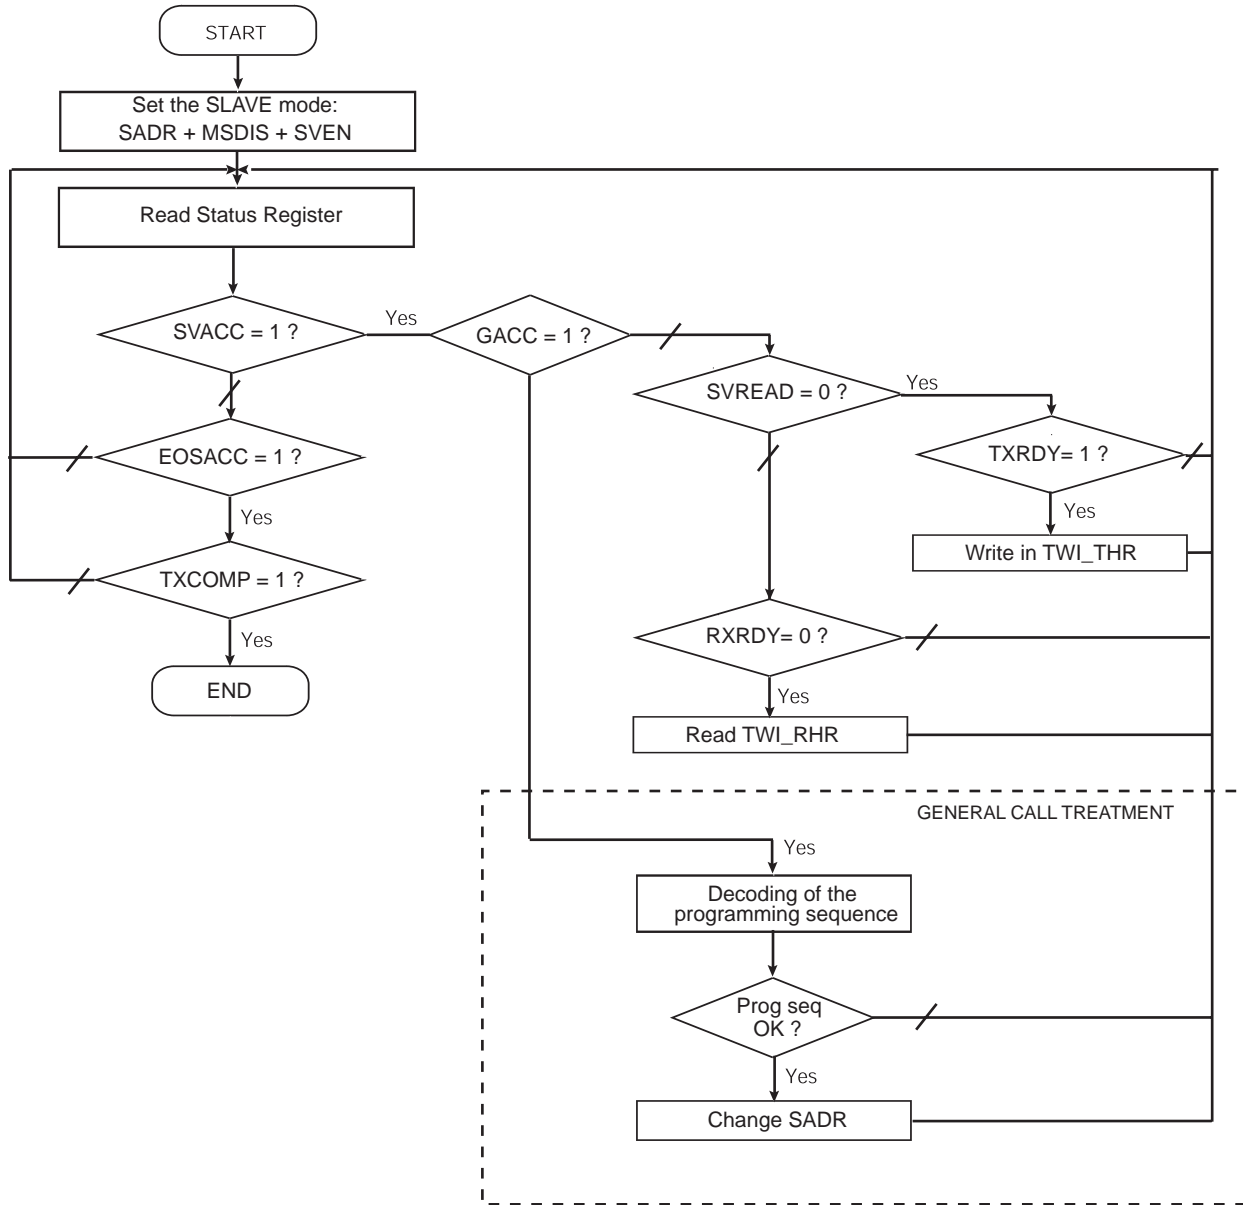 START
Set the SLAVE mode:
SADR + MSDIS + SVEN
Read Status Register
SVACC = 1 ?
Yes
GACC = 1 ?
SVREAD = 0 ?
Yes
EOSACC = 1 ?
TXRDY= 1 ?
Yes
Yes
Write in TWI_THR
TXCOMP = 1 ?
Yes
RXRDY= 0 ?
END
Yes
Read TWI_RHR
GENERAL CALL TREATMENT
Yes
Decoding of the
programming sequence
Prog seq
OK ?
Yes
Change SADR